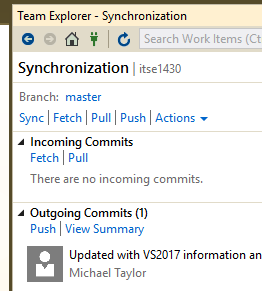 Team Explorer - Synchronization
Search Work Items (Ct
Synchronization | itse1430
Branch: master
Sync | Fetch | Pull | Push | Actions
Incoming Commits
Fetch | Pull
There are no incoming commits.
Outgoing Commits (1)
Push | View Summary
Updated with VS2017 information an
Michael Taylor